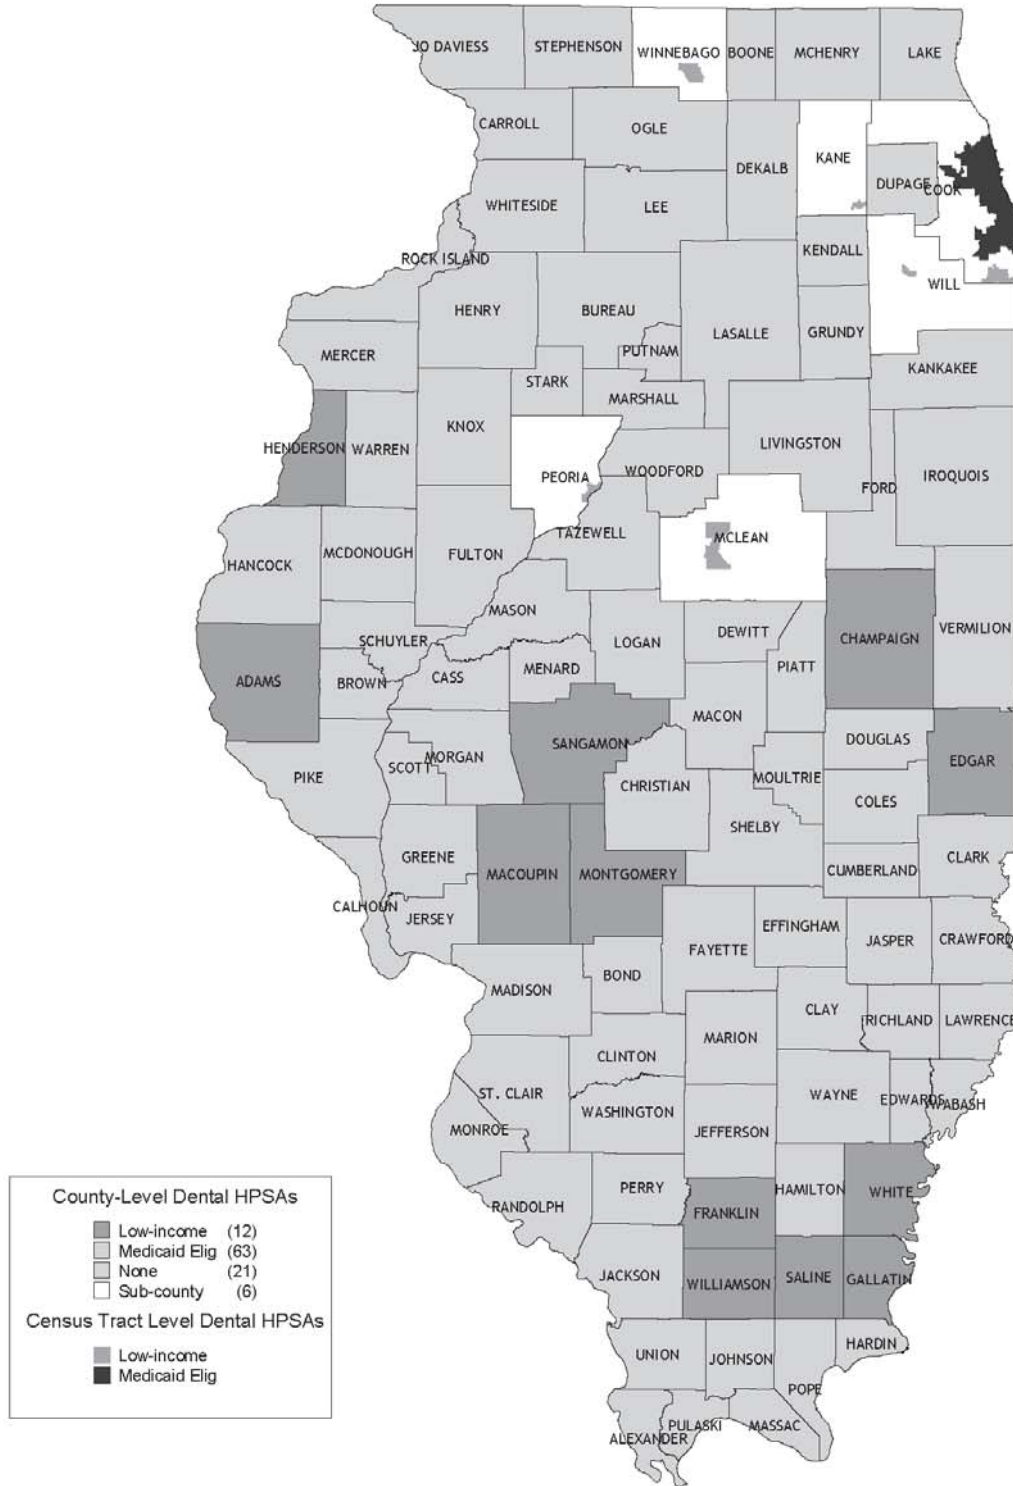 JO DAVIESS
STEPHENSON
WINNEBAGO
BOONE
MCHENRY
LAKE
CARROLL
OGLE
DEKALB
KANE
DUPAGE
COOK
WHITESIDE
LEE
ROCK ISLAND
KENDALL
WILL
HENRY
BUREAU
LASALLE
GRUNDY
PUTNAM
MERCER
KANKAKEE
STARK
MARSHALL
KNOX
LIVINGSTON
HENDERSON
WARREN
PEORIA
WOODFORD
FORD
IROQUOIS
TAZEWELL
MCLEAN
HANCOCK
MCDONOUGH
FULTON
MASON
LOGAN
DEWITT
CHAMPAIGN
VERMILION
SCHUYLER
PIATT
MENARD
ADAMS
BROWN
CASS
MACON
SANGAMON
DOUGLAS
EDGAR
MORGAN
SCOTT
PIKE
CHRISTIAN
MOULTRIE
COLES
SHELBY
GREENE
CLARK
MACOUPIN
MONTGOMERY
CUMBERLAND
CALHOUN
JERSEY
EFFINGHAM
FAYETTE
JASPER
CRAWFORD
BOND
MADISON
CLAY
RICHLAND
LAWRENCE
MARION
CLINTON
ST. CLAIR
WAYNE
EDWARDS
WABASH
WASHINGTON
MONROE
JEFFERSON
PERRY
HAMILTON
WHITE
RANDOLPH
FRANKLIN
JACKSON
WILLIAMSON
SALINE
GALLATIN
HARDIN
UNION
JOHNSON
POPE
PULASKI
MASSAC
ALEXANDER
County-Level Dental HPSAs
Low-income (12)
Medicaid Elig (63)
None (21)
Sub-county (6)
Census Tract Level Dental HPSAs
Low-income
Medicaid Elig